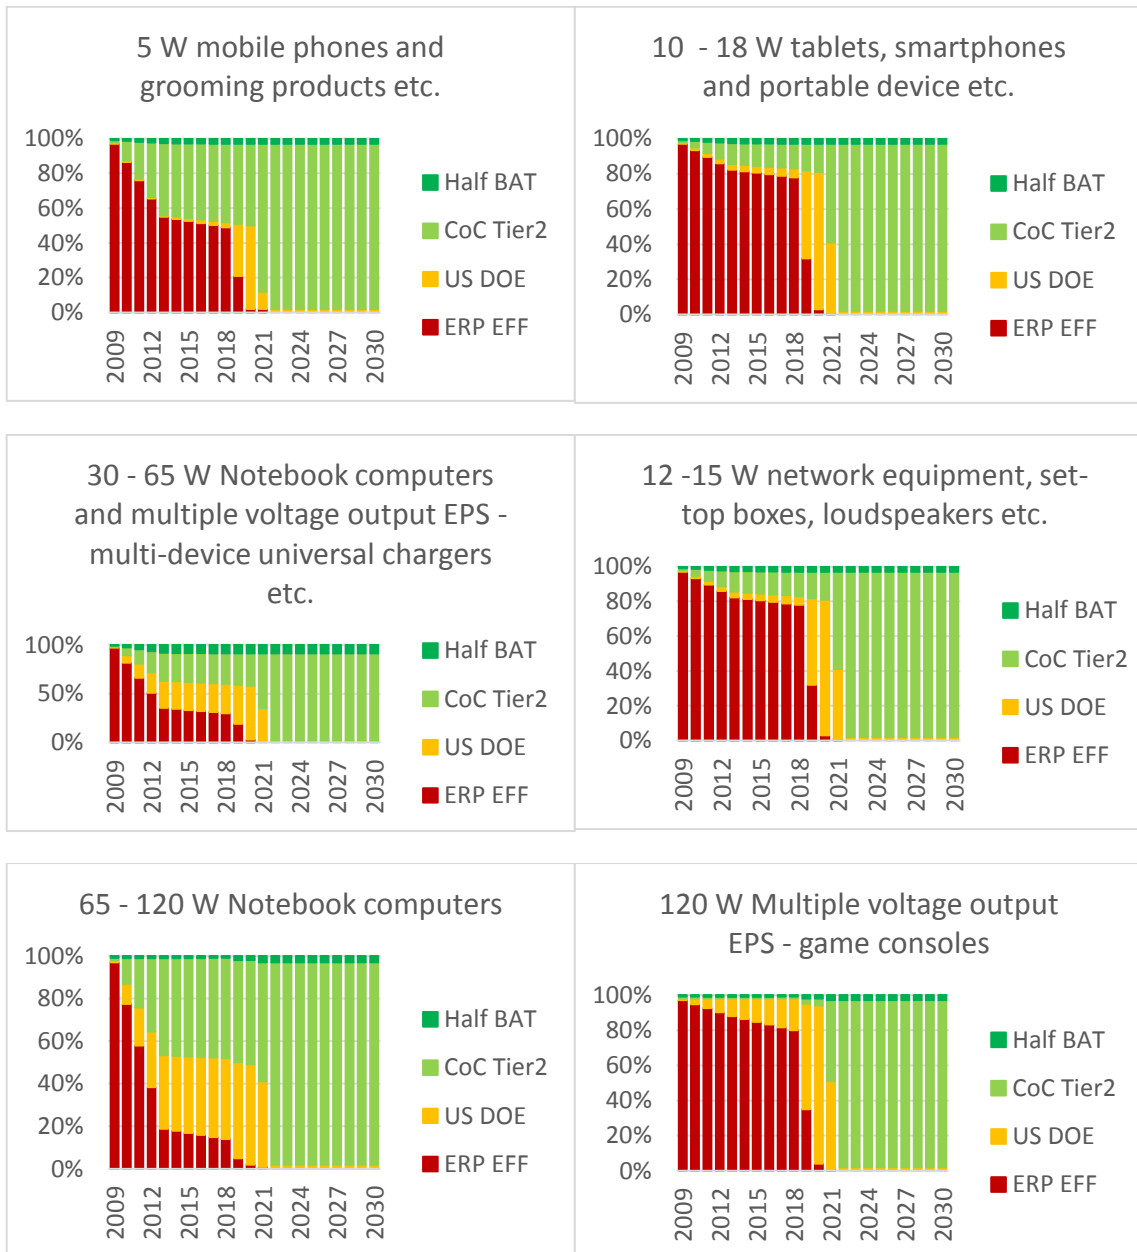 5 W mobile phones and
grooming products etc.
100%
80%
60%
40%
20%
0%
2009
2012
2015
2018
2021
2024
2027
2030
Half BAT
CoC Tier2
US DOE
ERP EFF
10 - 18 W tablets, smartphones
and portable device etc.
100%
80%
60%
40%
20%
0%
2009
2012
2015
2018
2021
2024
2027
2030
Half BAT
CoC Tier2
US DOE
ERP EFF
30 - 65 W Notebook computers
and multiple voltage output EPS -
multi-device universal chargers
etc.
100%
50%
0%
2009
2012
2015
2018
2021
2024
2027
2030
Half BAT
CoC Tier2
US DOE
ERP EFF
12 -15 W network equipment, set-
top boxes, loudspeakers etc.
100%
80%
60%
40%
20%
0%
2009
2012
2015
2018
2021
2024
2027
2030
Half BAT
CoC Tier2
US DOE
ERP EFF
65 - 120 W Notebook computers
100%
80%
60%
40%
20%
0%
2009
2012
2015
2018
2021
2024
2027
2030
Half BAT
CoC Tier2
US DOE
ERP EFF
120 W Multiple voltage output
EPS - game consoles
100%
80%
60%
40%
20%
0%
2009
2012
2015
2018
2021
2024
2027
2030
Half BAT
CoC Tier2
US DOE
ERP EFF